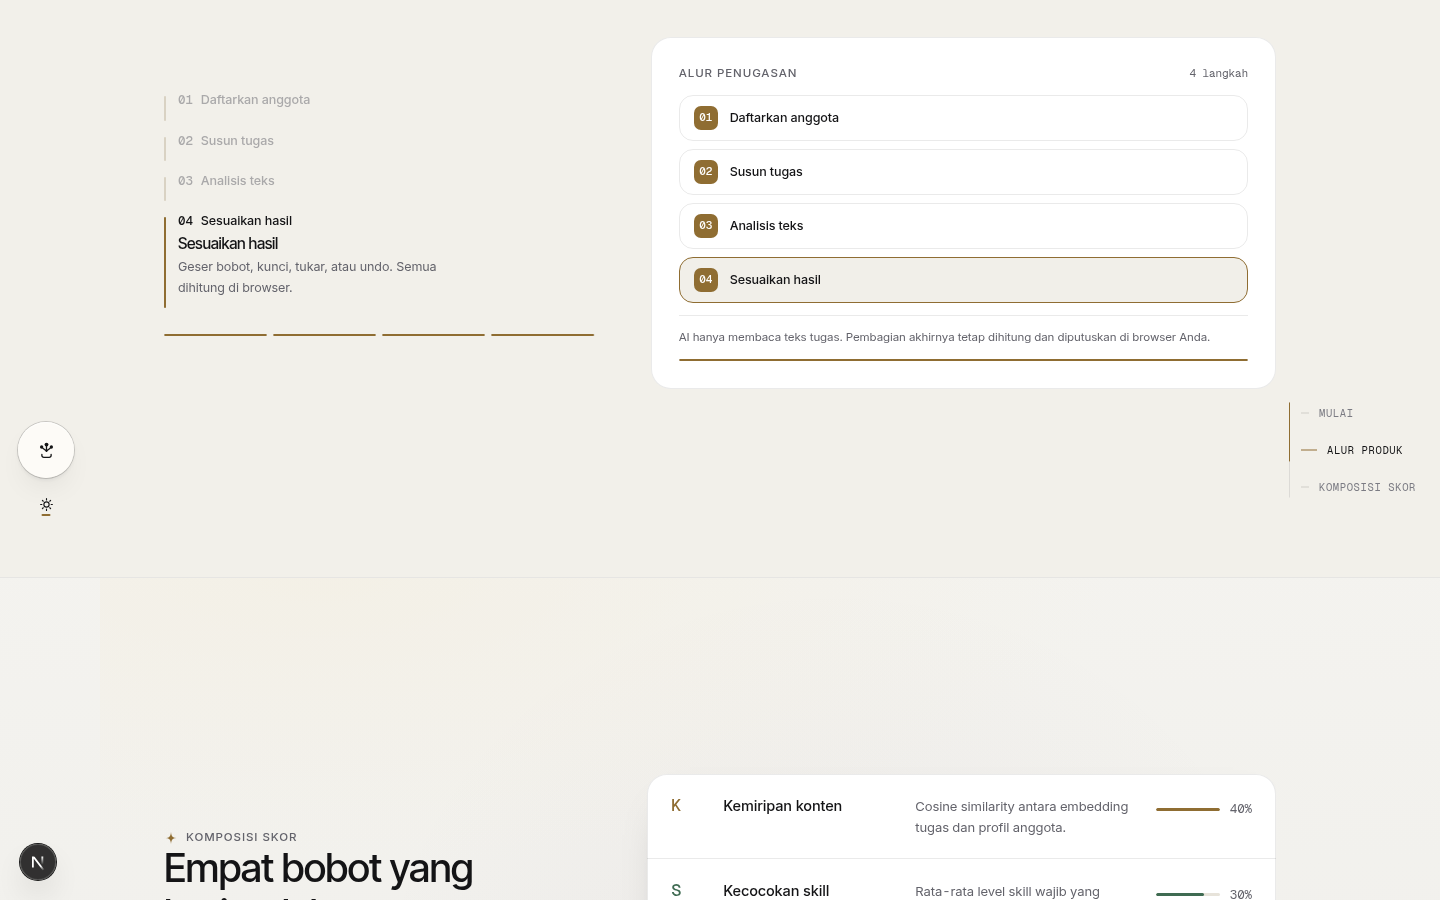 01 Daftarkan anggota
02 Susun tugas
03 Analisis teks
04 Sesuaikan hasil
Sesuaikan hasil
Geser bobot, kunci, tukar, atau undo. Semua
dihitung di browser.
ALUR PENUGASAN
4 langkah
01 Daftarkan anggota
02 Susun tugas
03 Analisis teks
04 Sesuaikan hasil
AI hanya membaca teks tugas. Pembagian akhirnya tetap dihitung dan diputuskan di browser Anda.
MULAI
ALUR PRODUK
KOMPOSISI SKOR
KOMPOSISI SKOR
Empat bobot yang
K
Kemiripan konten
Cosine similarity antara embedding
tugas dan profil anggota.
40%
S
Kecocokan skill
Rata-rata level skill wajib yang
30%
N